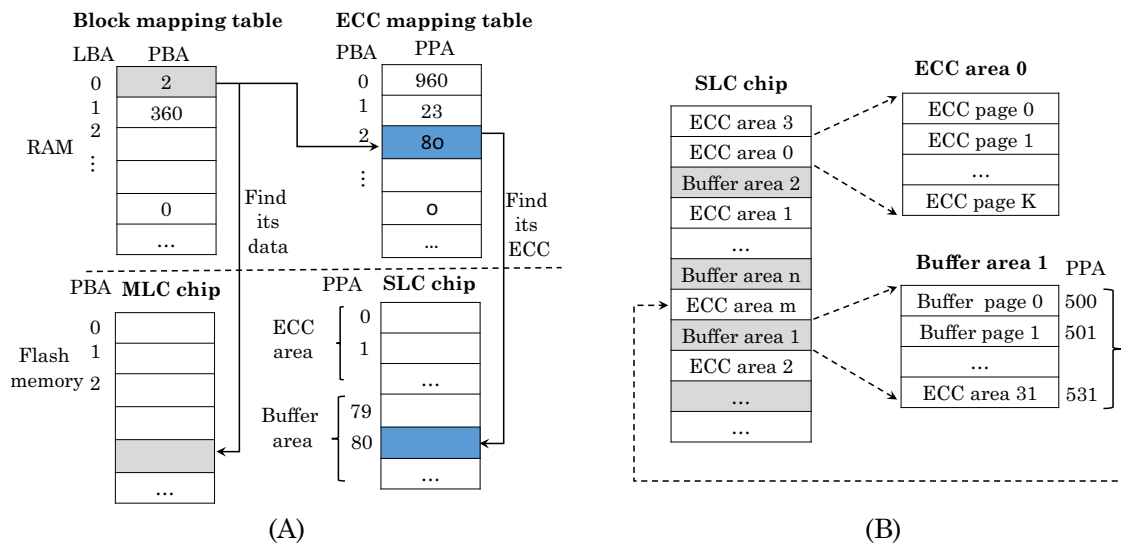 Block mapping table
ECC mapping table
LBA PBA
PBA PPA
0 2
1 360
2
⋮
0
...
RAM
0 960
1 23
2 80
⋮
o
...
Find
its
data
Find
its
ECC
PBA MLC chip
PPA SLC chip
0
1
2
Flash
memory
...
ECC
area
0
1
...
Buffer
area
79
80
...
(A)
SLC chip
ECC area 3
ECC area 0
Buffer area 2
ECC area 1
...
Buffer area n
ECC area m
Buffer area 1
ECC area 2
...
...
ECC area 0
ECC page 0
ECC page 1
...
ECC page K
Buffer area 1 PPA
Buffer page 0 500
Buffer page 1 501
...
ECC area 31 531
(B)